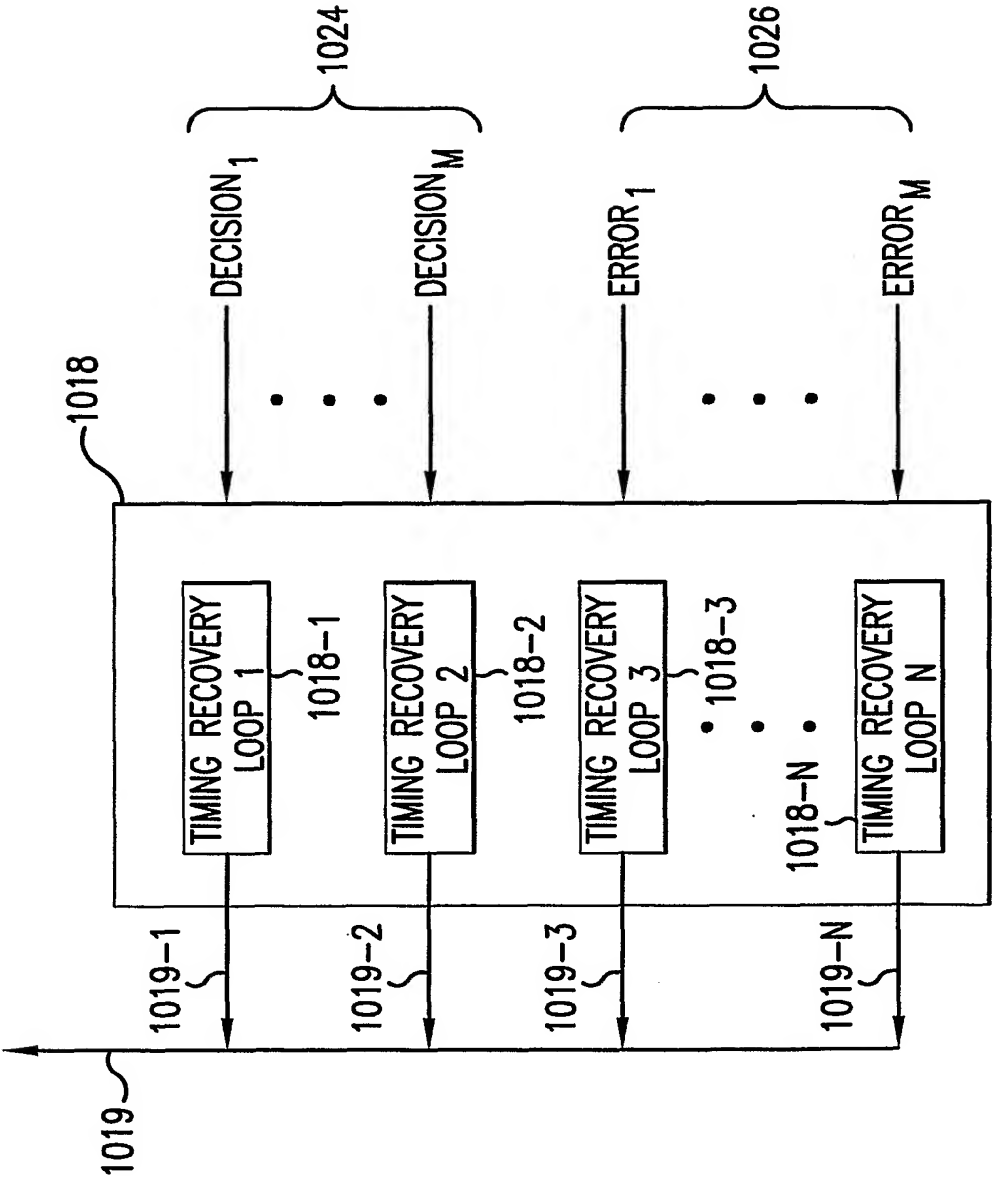 1019
1019-1
1019-2
1019-3
1019-N
1018
TIMING RECOVERY
LOOP 1
1018-1
TIMING RECOVERY
LOOP 2
1018-2
TIMING RECOVERY
LOOP 3
1018-3
1018-N
TIMING RECOVERY
LOOP N
DECISION1
DECISIONM
1024
ERROR1
ERRORM
1026